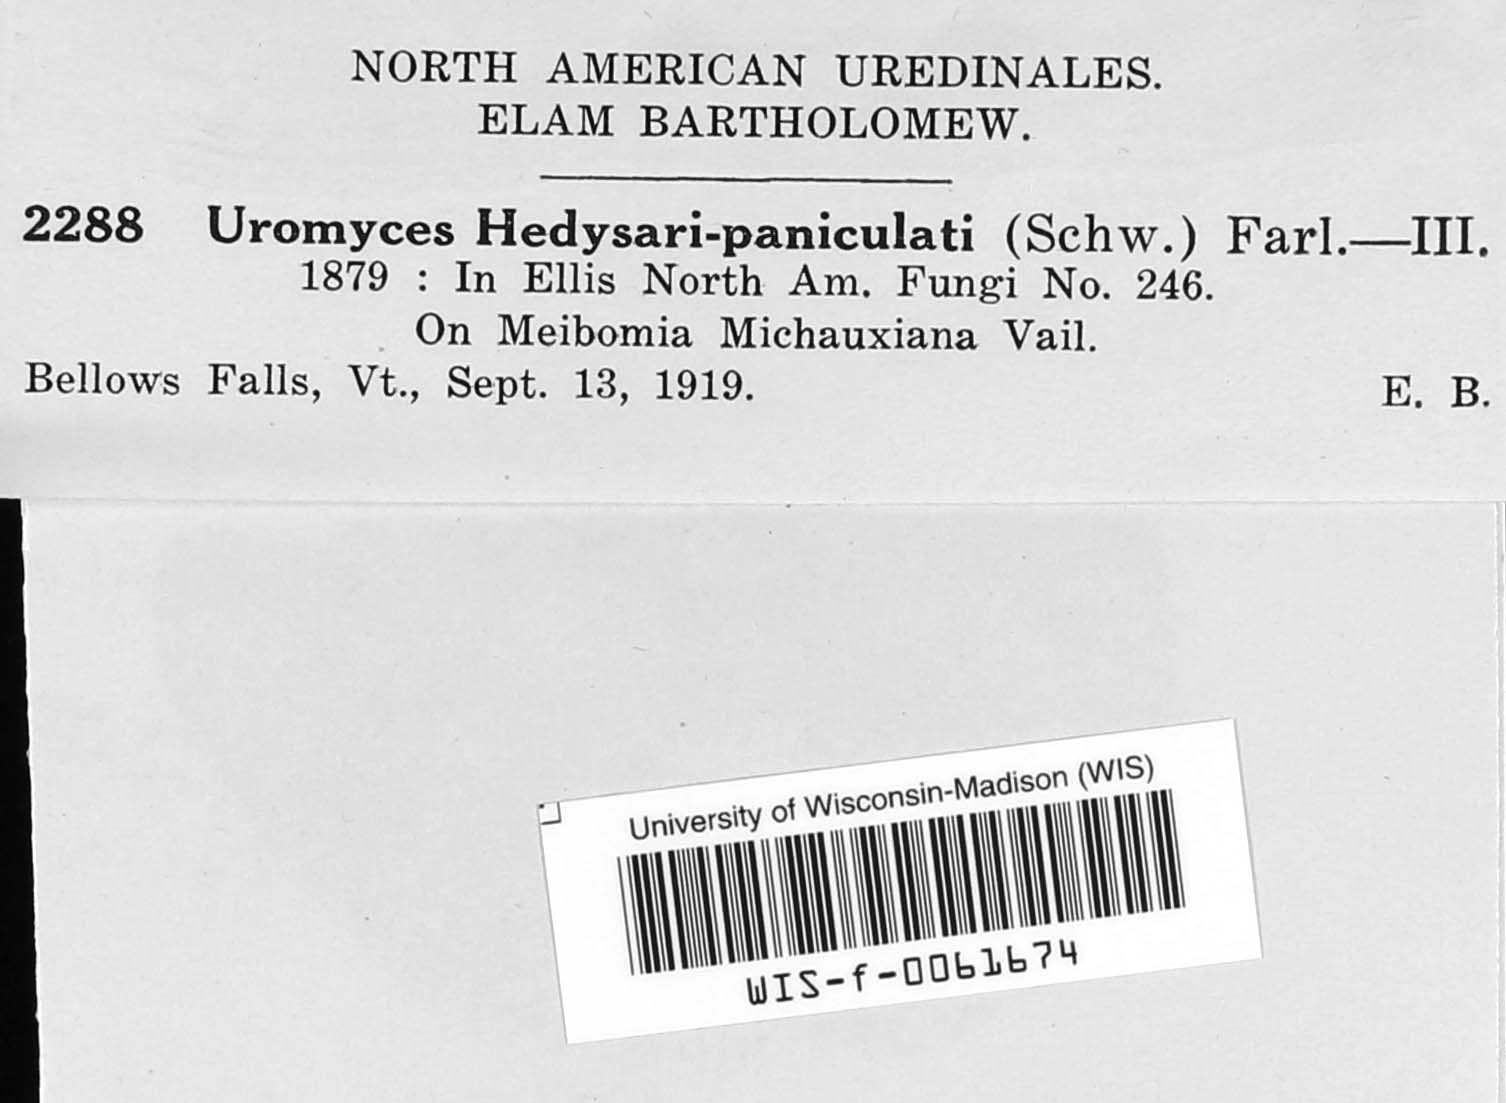 NORTH AMERICAN UREDINALES.
ELAM BARTHOLOMEW.
2288 Uromyces Hedysari-paniculati (Schw.) Farl.—III.
1879 : In Ellis North Am. Fungi No. 246.
On Meibomia Michauxiana Vail.
Bellows Falls, Vt., Sept. 13, 1919. E. B.
University of Wisconsin-Madison (WIS)
WIS-f-0061674